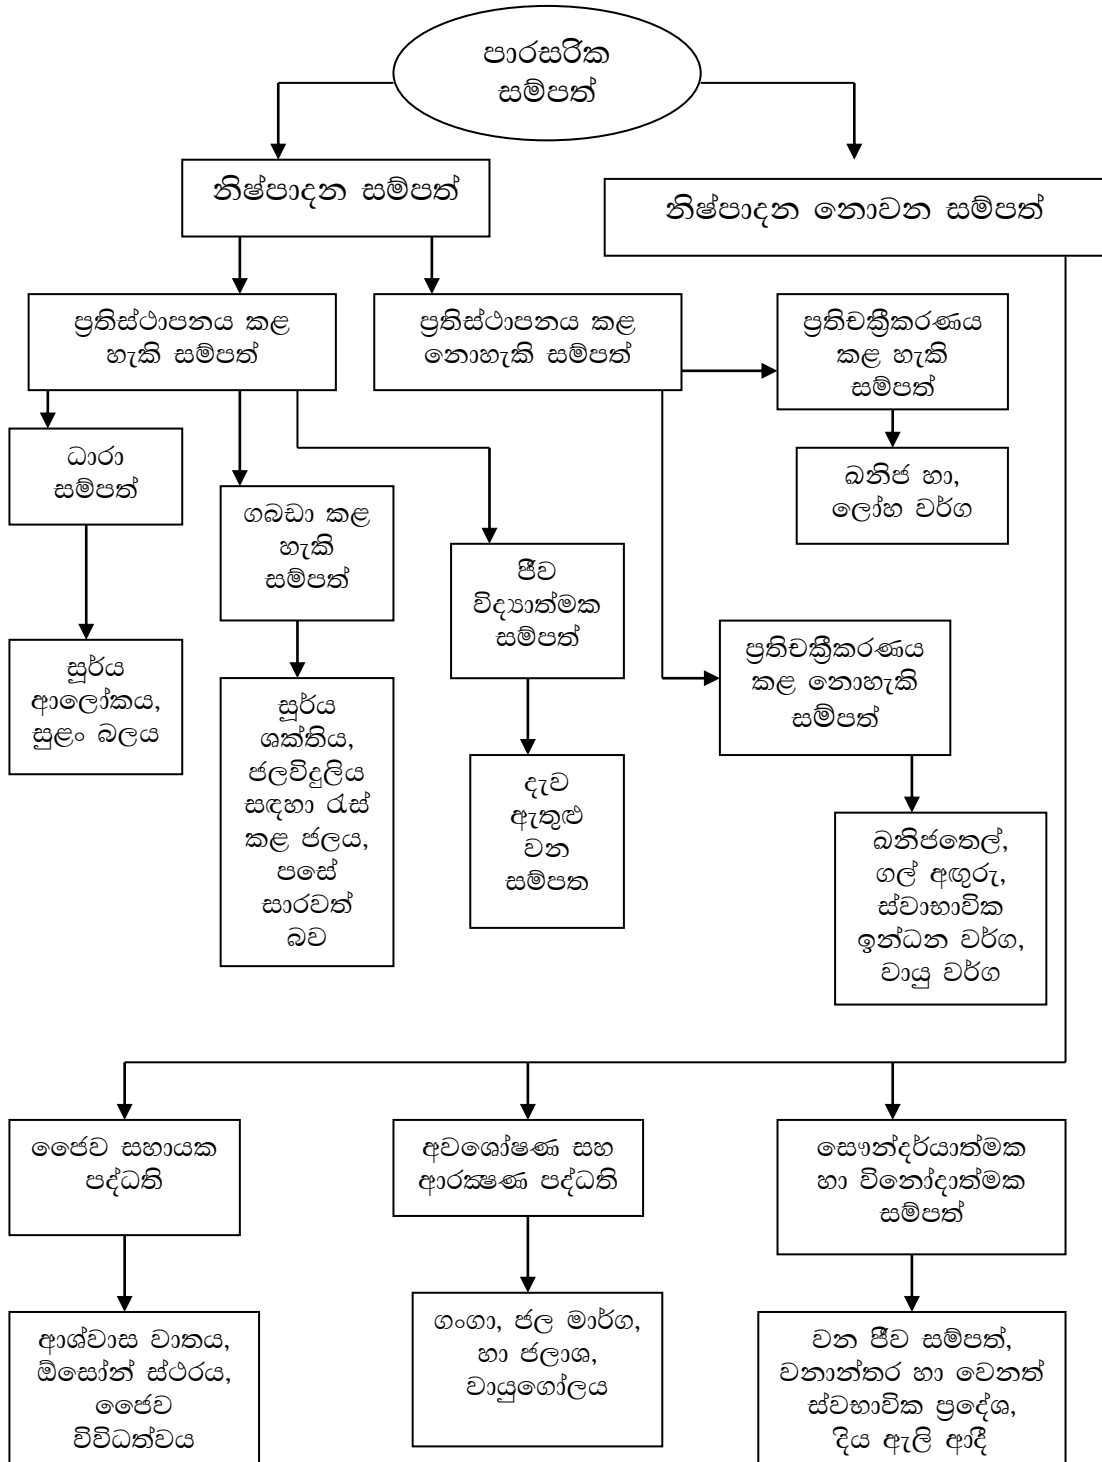 පාරසරික
සම්පත්
නිෂ්පාදන සම්පත්
නිෂ්පාදන නොවන සම්පත්
ප්‍රතිස්ථාපනය කළ
හැකි සම්පත්
ප්‍රතිස්ථාපනය කළ
නොහැකි සම්පත්
ප්‍රතිචක්‍රීකරණය
කළ හැකි
සම්පත්
ධාරා
සම්පත්
ගබඩා කළ
හැකි
සම්පත්
ඛනිජ හා,
ලෝහ වර්ග
ජීව
විද්‍යාත්මක
සම්පත්
සූර්ය
ආලෝකය,
සුළං බලය
ප්‍රතිචක්‍රීකරණය
කළ නොහැකි
සම්පත්
සූර්ය
ශක්තිය,
ජලවිදුලිය
සඳහා රැස්
කළ ජලය,
පසේ
සාරවත්
බව
දැව
ඇතුළු
වන
සම්පත
ඛනිජතෙල්,
ගල් අඟුරු,
ස්වාභාවික
ඉන්ධන වර්ග,
වායු වර්ග
ජෛව සහායක
පද්ධති
අවශෝෂණ සහ
ආරක්‍ෂණ පද්ධති
සෞන්දර්යාත්මක
හා විනෝදාත්මක
සම්පත්
ආශ්වාස වාතය,
ඕසෝන් ස්ථරය,
ජෛව
විවිධත්වය
ගංගා, ජල මාර්ග,
හා ජලාශ,
වායුගෝලය
වන ජීව සම්පත්,
වනාන්තර හා වෙනත්
ස්වභාවික ප්‍රදේශ,
දිය ඇලි ආදී